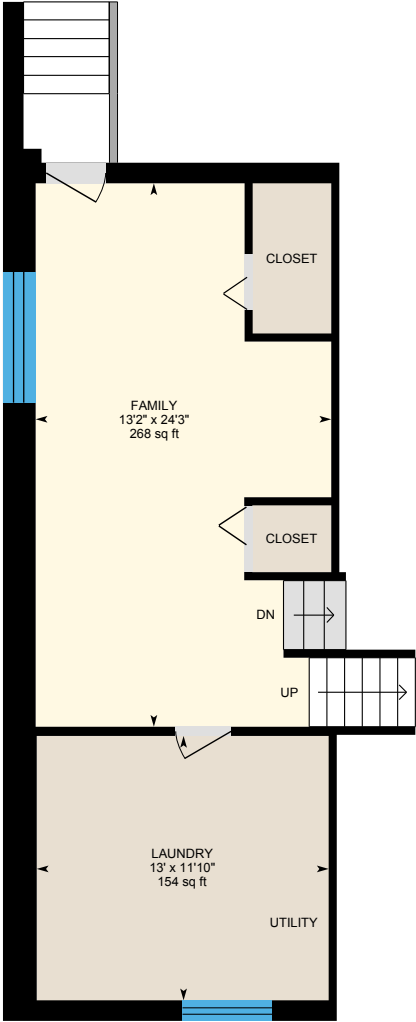 CLOSET
FAMILY
13'2" x 24'3"
268 sq ft
CLOSET
DN
UP
LAUNDRY
13' x 11'10"
154 sq ft
UTILITY